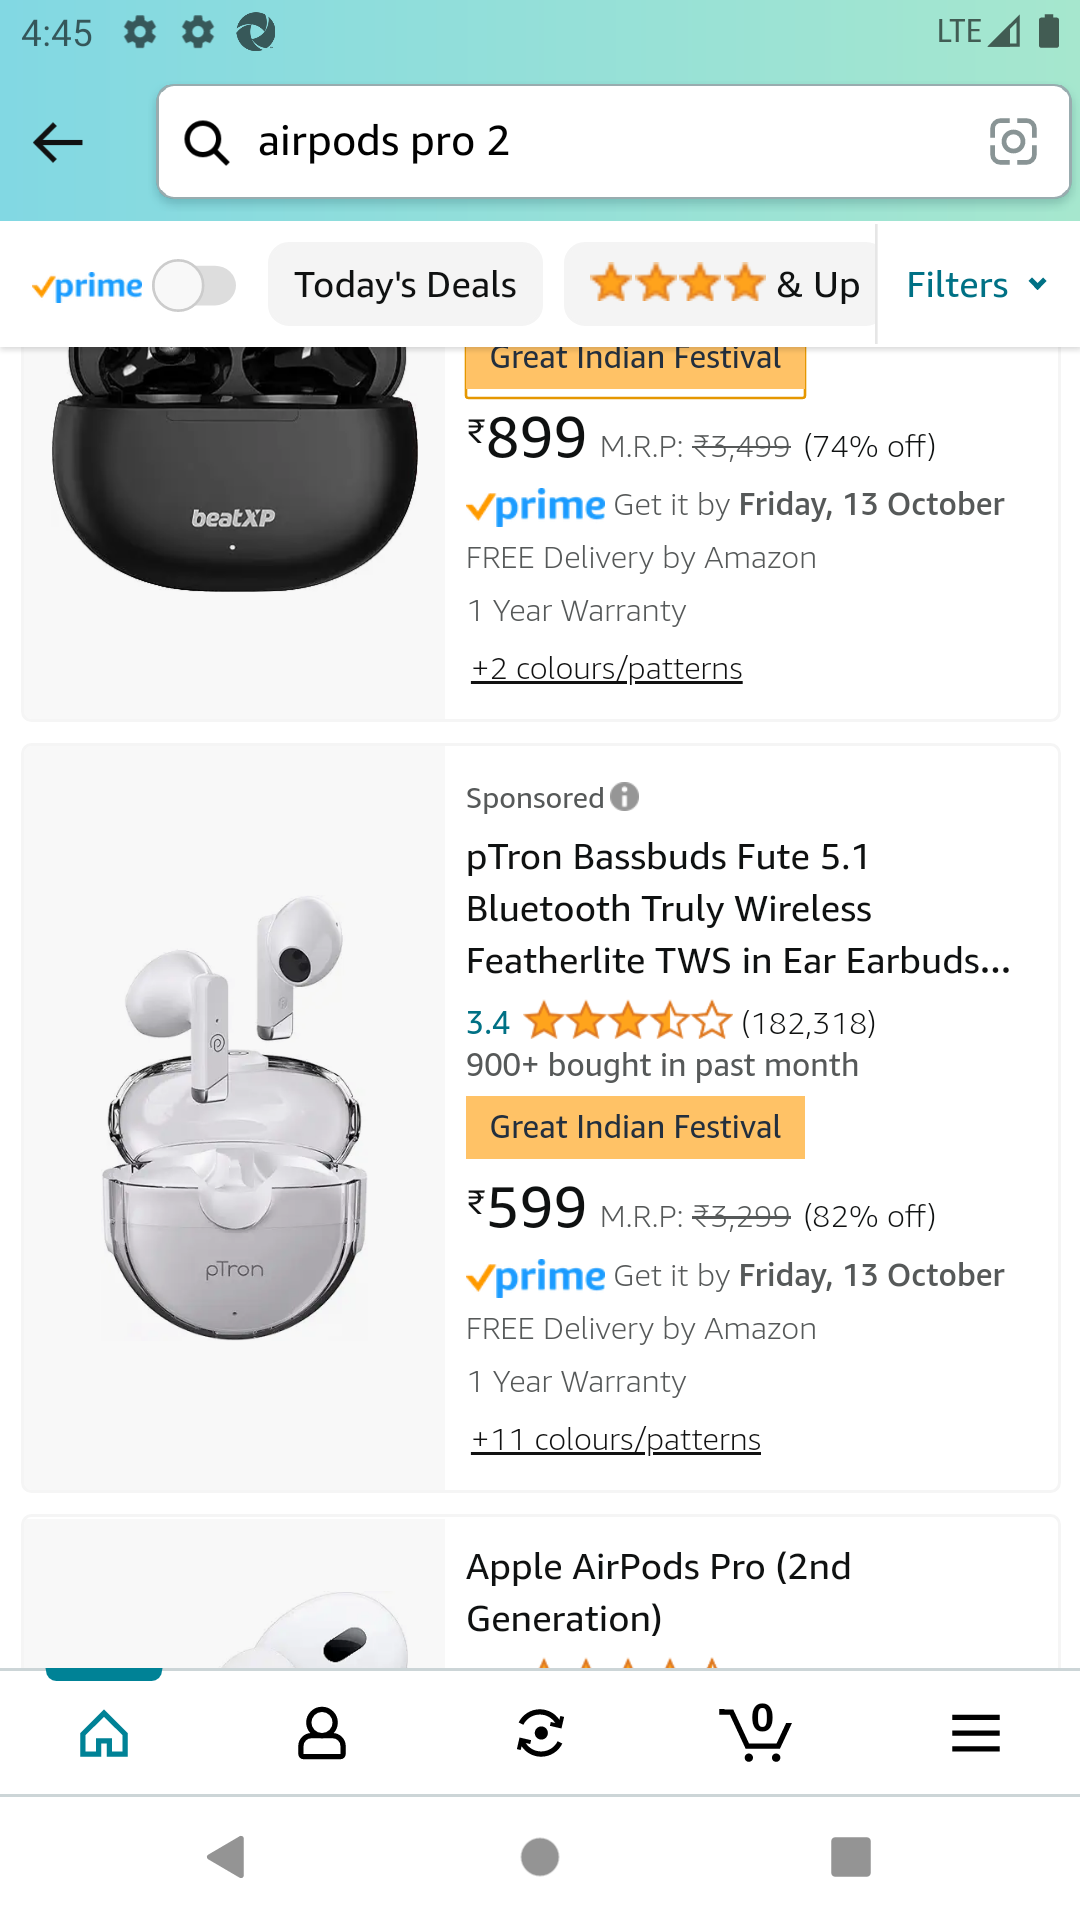 4:45 LTE
airpods pro 2
prime Today's Deals & Up Filters
Great Indian Festival
₹899 M.R.P: ₹3,499 (74% off)
prime Get it by Friday, 13 October
FREE Delivery by Amazon
1 Year Warranty
+2 colours/patterns
beatXP
Sponsored
pTron Bassbuds Fute 5.1
Bluetooth Truly Wireless
Featherlite TWS in Ear Earbuds...
3.4 (182,318)
900+ bought in past month
Great Indian Festival
₹599 M.R.P: ₹3,299 (82% off)
prime Get it by Friday, 13 October
FREE Delivery by Amazon
1 Year Warranty
+11 colours/patterns
pTron
Apple AirPods Pro (2nd
Generation)
0